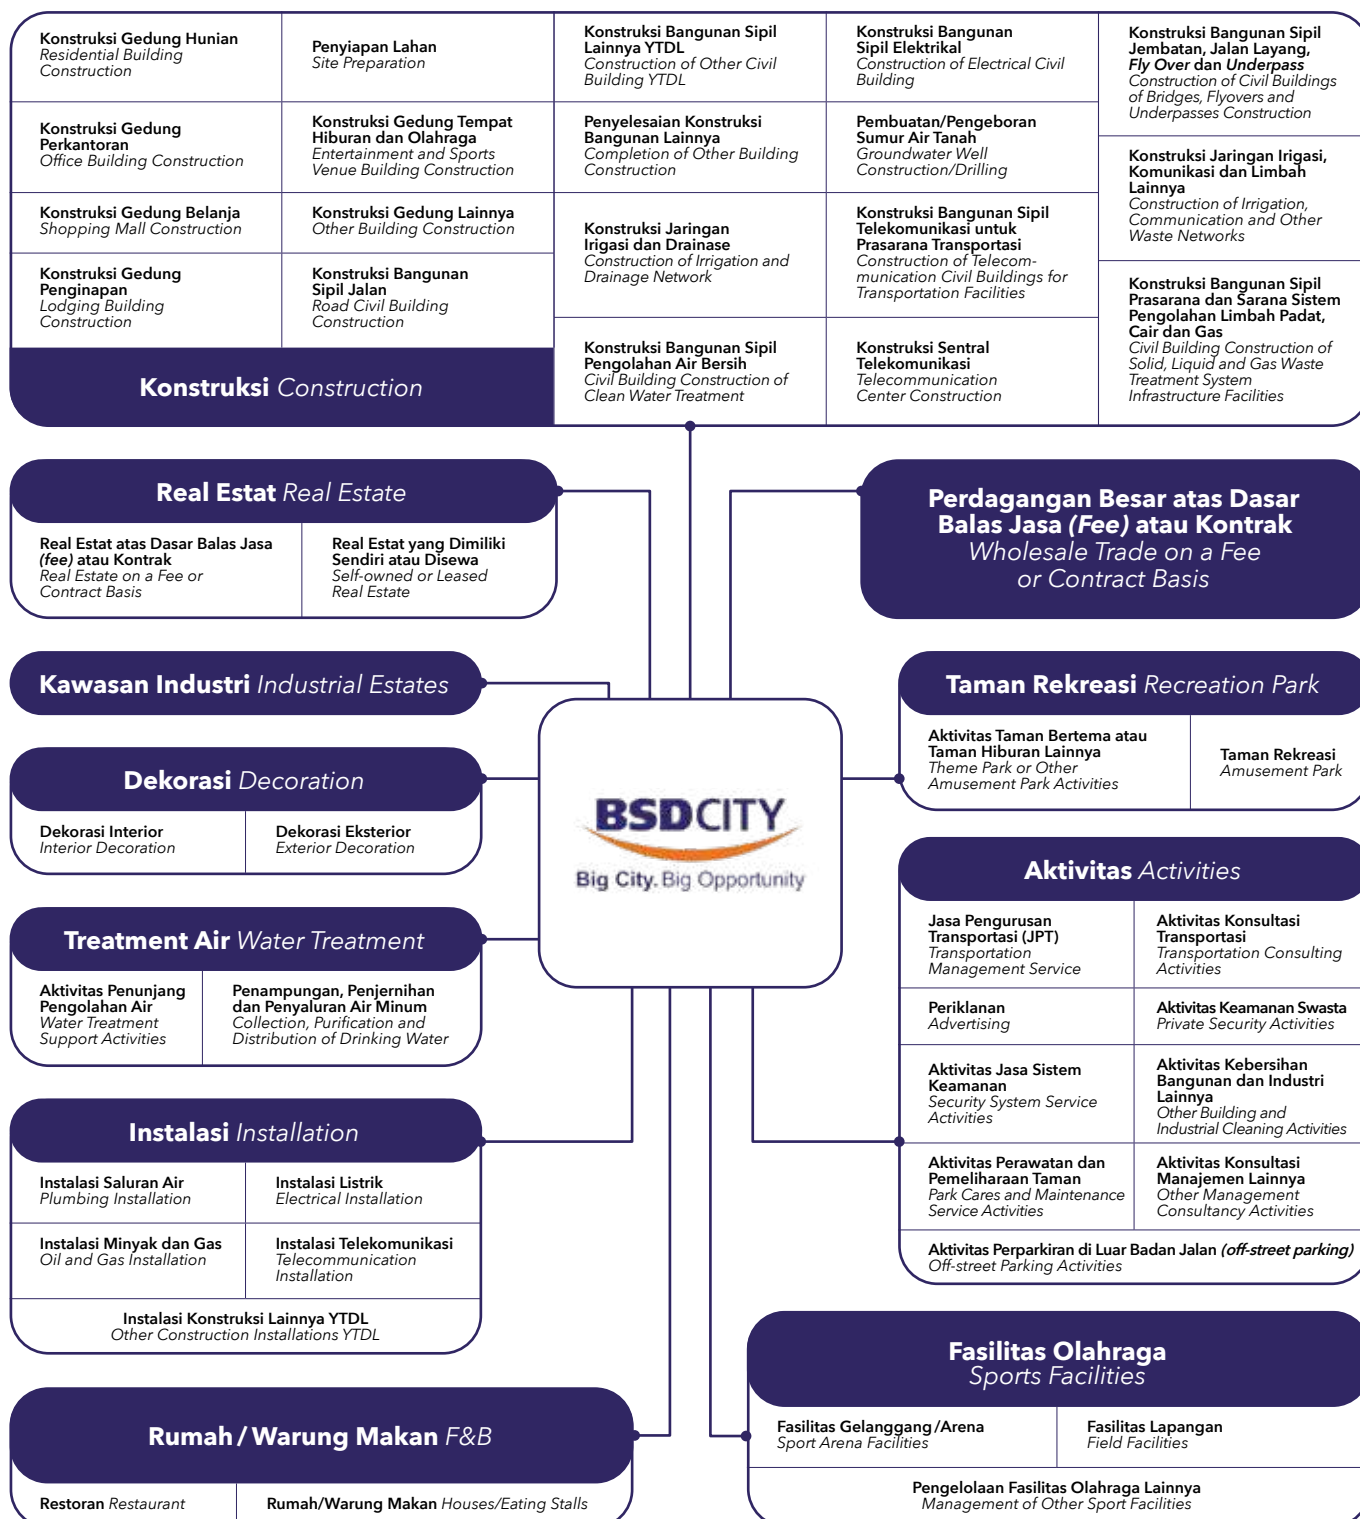 Konstruksi Gedung Hunian
Residential Building
Construction
Penyiapan Lahan
Site Preparation
Konstruksi Bangunan Sipil
Lainnya YTDL
Construction of Other Civil
Building YTDL
Konstruksi Bangunan
Sipil Elektrikal
Construction of Electrical Civil
Building
Konstruksi Bangunan Sipil
Jembatan, Jalan Layang,
Fly Over dan Underpass
Construction of Civil Buildings
of Bridges, Flyovers and
Underpasses Construction
Konstruksi Gedung
Perkantoran
Office Building Construction
Konstruksi Gedung Tempat
Hiburan dan Olahraga
Entertainment and Sports
Venue Building Construction
Penyelesaian Konstruksi
Bangunan Lainnya
Completion of Other Building
Construction
Pembuatan/Pengeboran
Sumur Air Tanah
Groundwater Well
Construction/Drilling
Konstruksi Jaringan Irigasi,
Komunikasi dan Limbah
Lainnya
Construction of Irrigation,
Communication and Other
Waste Networks
Konstruksi Gedung Belanja
Shopping Mall Construction
Konstruksi Gedung Lainnya
Other Building Construction
Konstruksi Jaringan
Irigasi dan Drainase
Construction of Irrigation and
Drainage Network
Konstruksi Bangunan Sipil
Telekomunikasi untuk
Prasarana Transportasi
Construction of Telecom-
munication Civil Buildings for
Transportation Facilities
Konstruksi Gedung
Penginapan
Lodging Building
Construction
Konstruksi Bangunan
Sipil Jalan
Road Civil Building
Construction
Konstruksi Bangunan Sipil
Prasarana dan Sarana Sistem
Pengolahan Limbah Padat,
Cair dan Gas
Civil Building Construction of
Solid, Liquid and Gas Waste
Treatment System
Infrastructure Facilities
Konstruksi Bangunan Sipil
Pengolahan Air Bersih
Civil Building Construction of
Clean Water Treatment
Konstruksi Sentral
Telekomunikasi
Telecommunication
Center Construction
Konstruksi Construction
Real Estat Real Estate
Real Estat atas Dasar Balas Jasa
(fee) atau Kontrak
Real Estate on a Fee or
Contract Basis
Real Estat yang Dimiliki
Sendiri atau Disewa
Self-owned or Leased
Real Estate
Perdagangan Besar atas Dasar
Balas Jasa (Fee) atau Kontrak
Wholesale Trade on a Fee
or Contract Basis
Kawasan Industri Industrial Estates
Taman Rekreasi Recreation Park
Aktivitas Taman Bertema atau
Taman Hiburan Lainnya
Theme Park or Other
Amusement Park Activities
Taman Rekreasi
Amusement Park
Dekorasi Decoration
Dekorasi Interior
Interior Decoration
Dekorasi Eksterior
Exterior Decoration
BSDCITY
Big City. Big Opportunity
Treatment Air Water Treatment
Aktivitas Penunjang
Pengolahan Air
Water Treatment
Support Activities
Penampungan, Penjernihan
dan Penyaluran Air Minum
Collection, Purification and
Distribution of Drinking Water
Aktivitas Activities
Jasa Pengurusan
Transportasi (JPT)
Transportation
Management Service
Aktivitas Konsultasi
Transportasi
Transportation Consulting
Activities
Periklanan
Advertising
Aktivitas Keamanan Swasta
Private Security Activities
Aktivitas Jasa Sistem
Keamanan
Security System Service
Activities
Aktivitas Kebersihan
Bangunan dan Industri
Lainnya
Other Building and
Industrial Cleaning Activities
Aktivitas Perawatan dan
Pemeliharaan Taman
Park Cares and Maintenance
Service Activities
Aktivitas Konsultasi
Manajemen Lainnya
Other Management
Consultancy Activities
Aktivitas Perparkiran di Luar Badan Jalan (off-street parking)
Off-street Parking Activities
Instalasi Installation
Instalasi Saluran Air
Plumbing Installation
Instalasi Listrik
Electrical Installation
Instalasi Minyak dan Gas
Oil and Gas Installation
Instalasi Telekomunikasi
Telecommunication
Installation
Instalasi Konstruksi Lainnya YTDL
Other Construction Installations YTDL
Fasilitas Olahraga
Sports Facilities
Fasilitas Gelanggang/Arena
Sport Arena Facilities
Fasilitas Lapangan
Field Facilities
Pengelolaan Fasilitas Olahraga Lainnya
Management of Other Sport Facilities
Rumah / Warung Makan F&B
Restoran Restaurant
Rumah/Warung Makan Houses/Eating Stalls